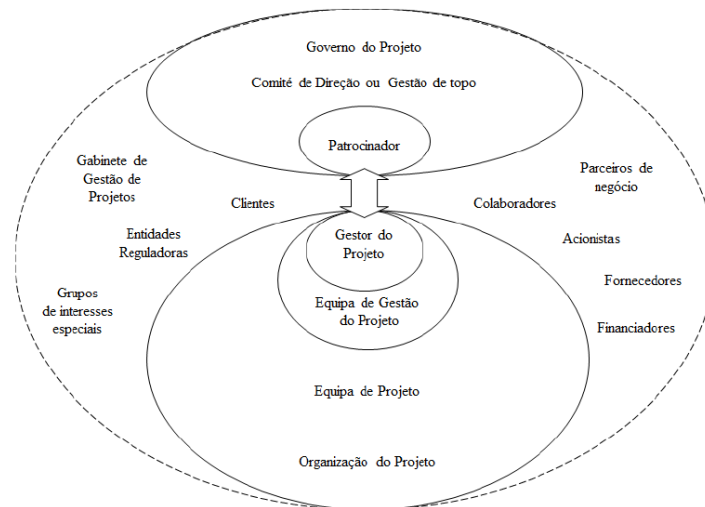 Governo do Projeto
Comité de Direção ou Gestão de topo
Patrocinador
Gabinete de
Gestão de
Projetos
Parceiros de
negócio
Clientes
Colaboradores
Entidades
Reguladoras
Gestor do
Projeto
Acionistas
Grupos
de interesses
especiais
Equipa de Gestão
do Projeto
Fornecedores
Financiadores
Equipa de Projeto
Organização do Projeto